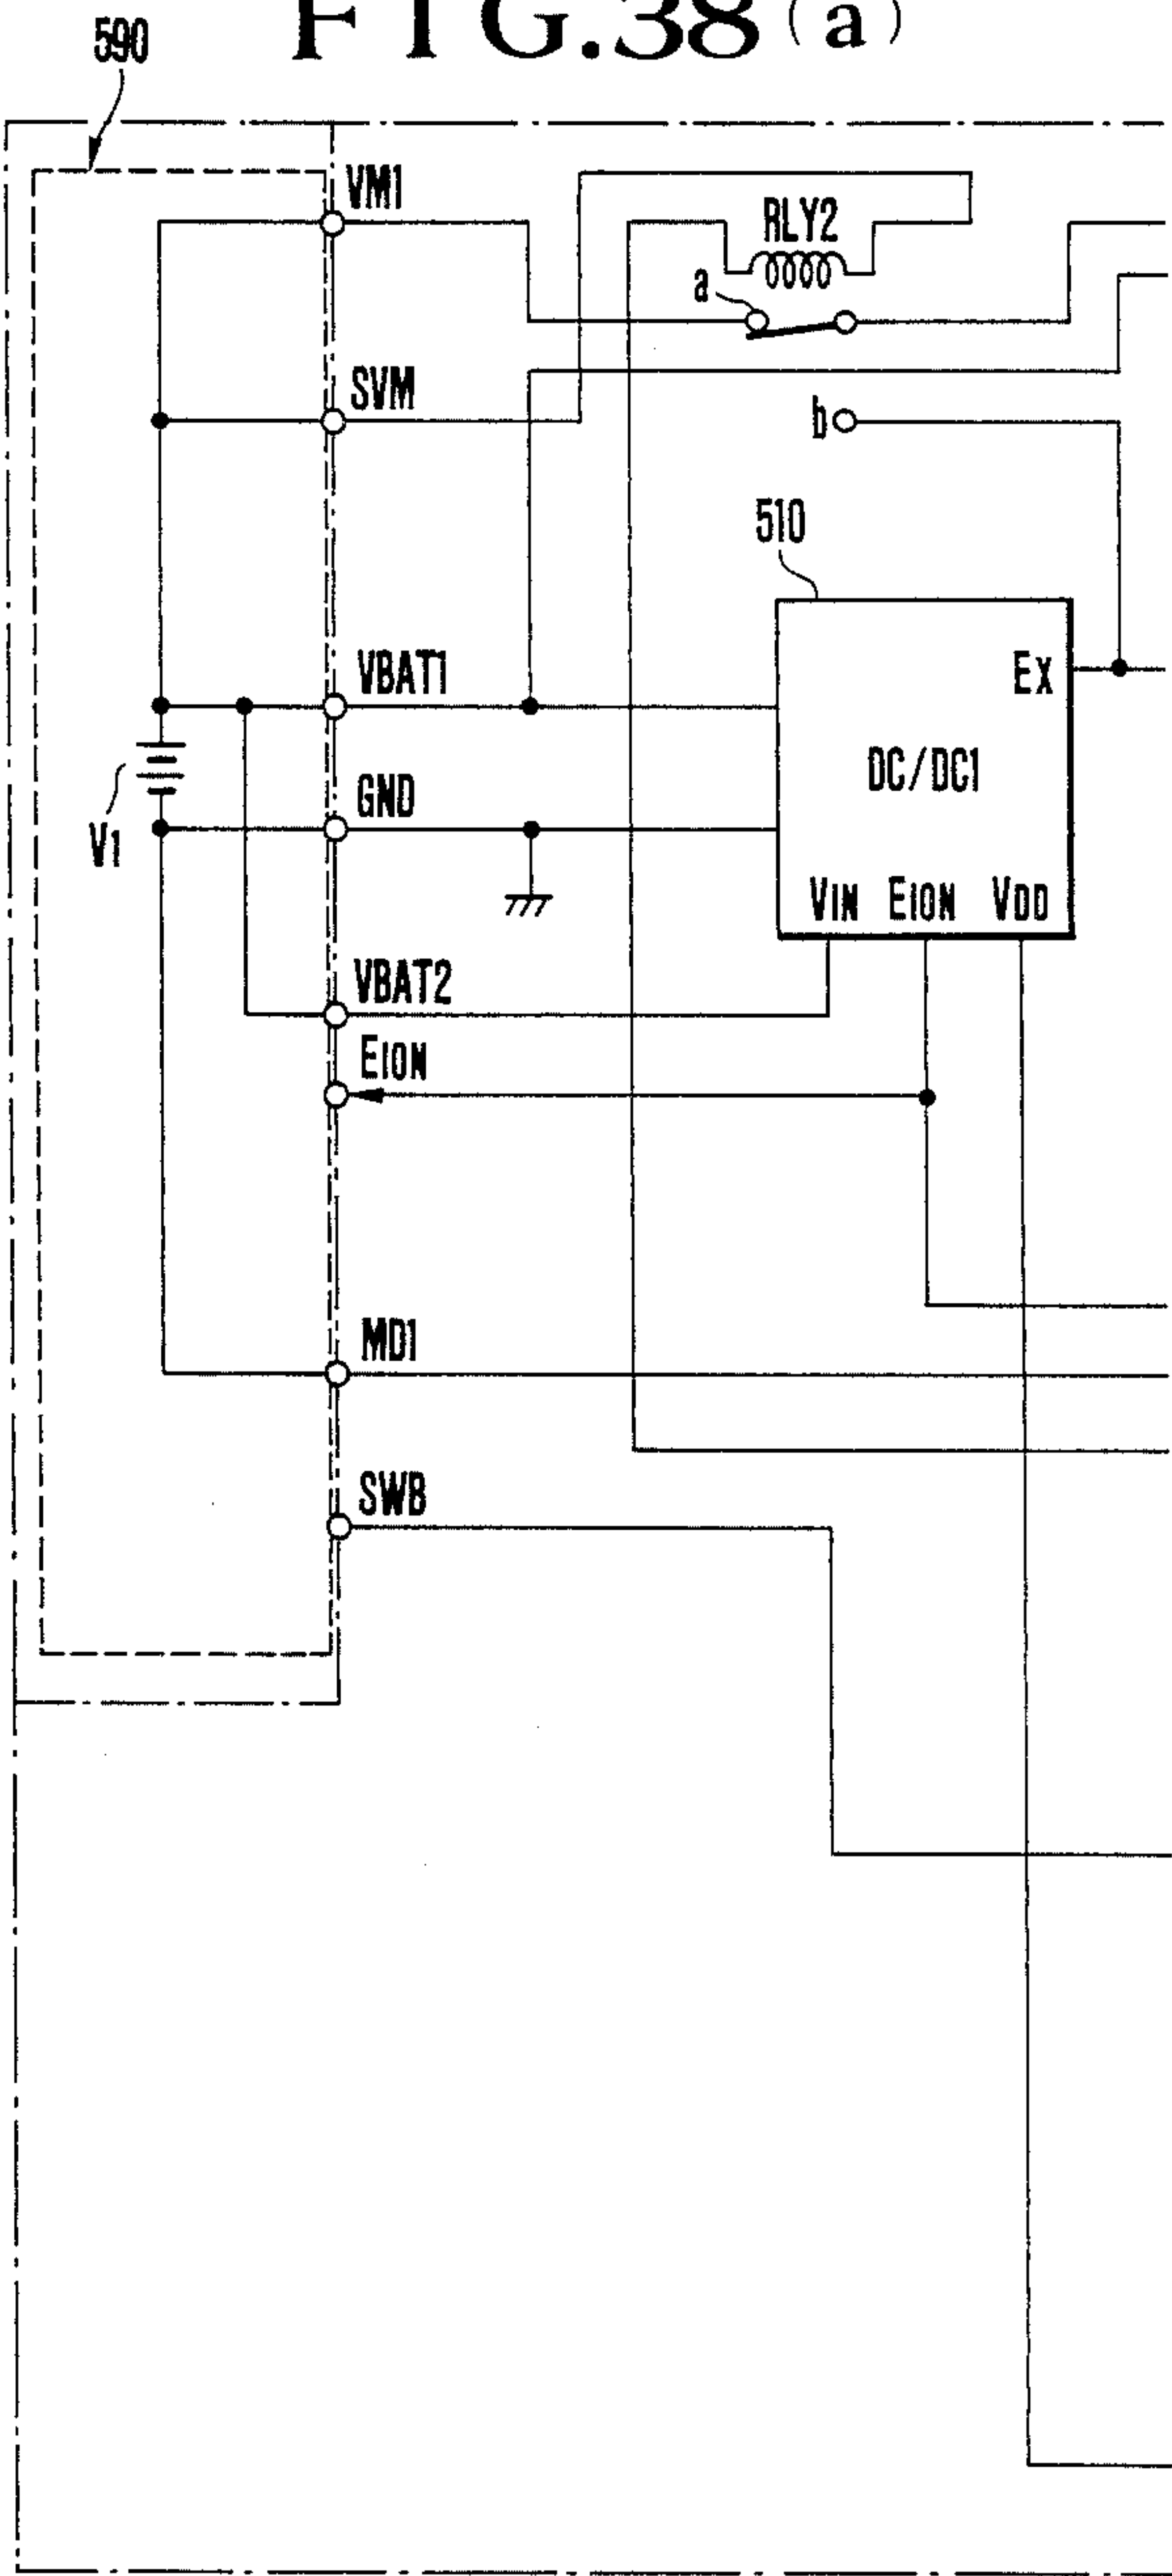 FIG.38 (a)
590
VM1
RLY2
a
SVM
b
510
VBAT1
EX
DC/DC1
GND
V1
VIN EION VDD
VBAT2
EION
MD1
SWB